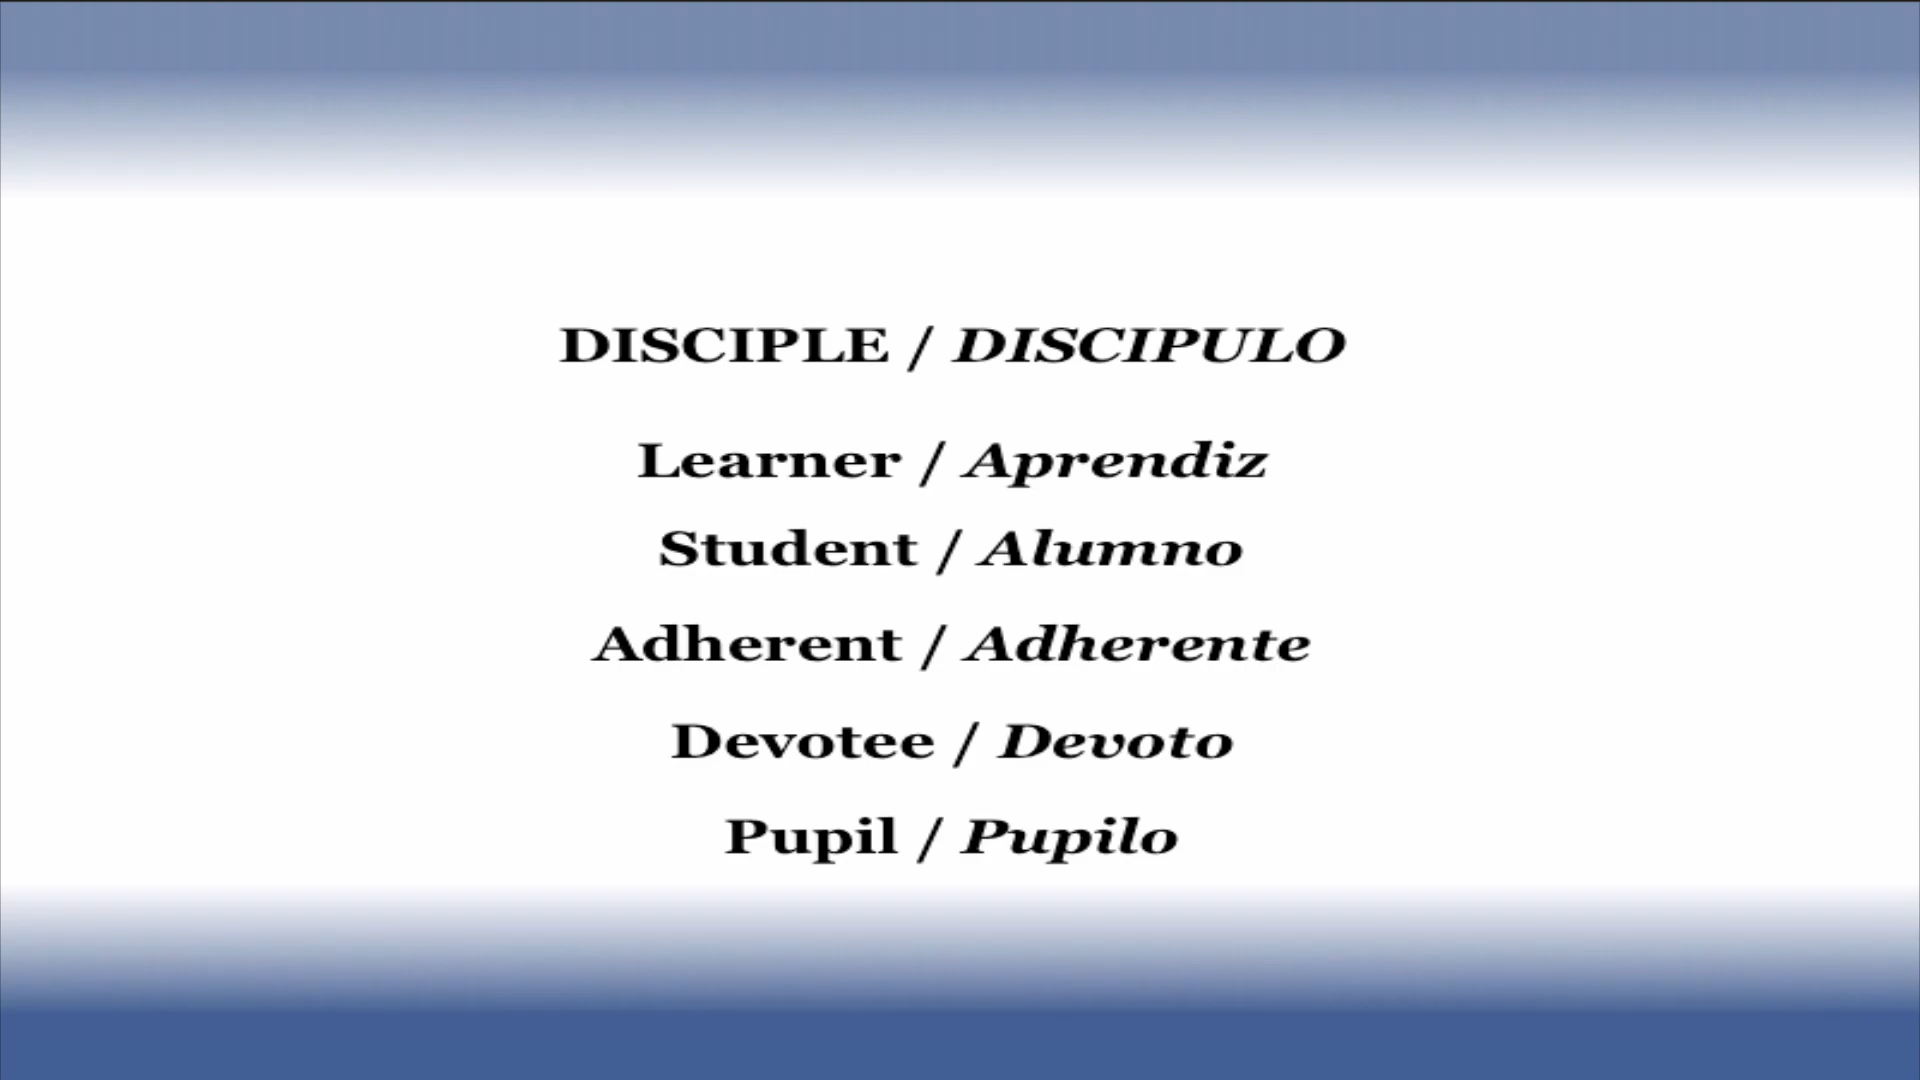 DISCIPLE / DISCIPULO
Learner / Aprendiz
Student / Alumno
Adherent / Adherente
Devotee / Devoto
Pupil / Pupilo